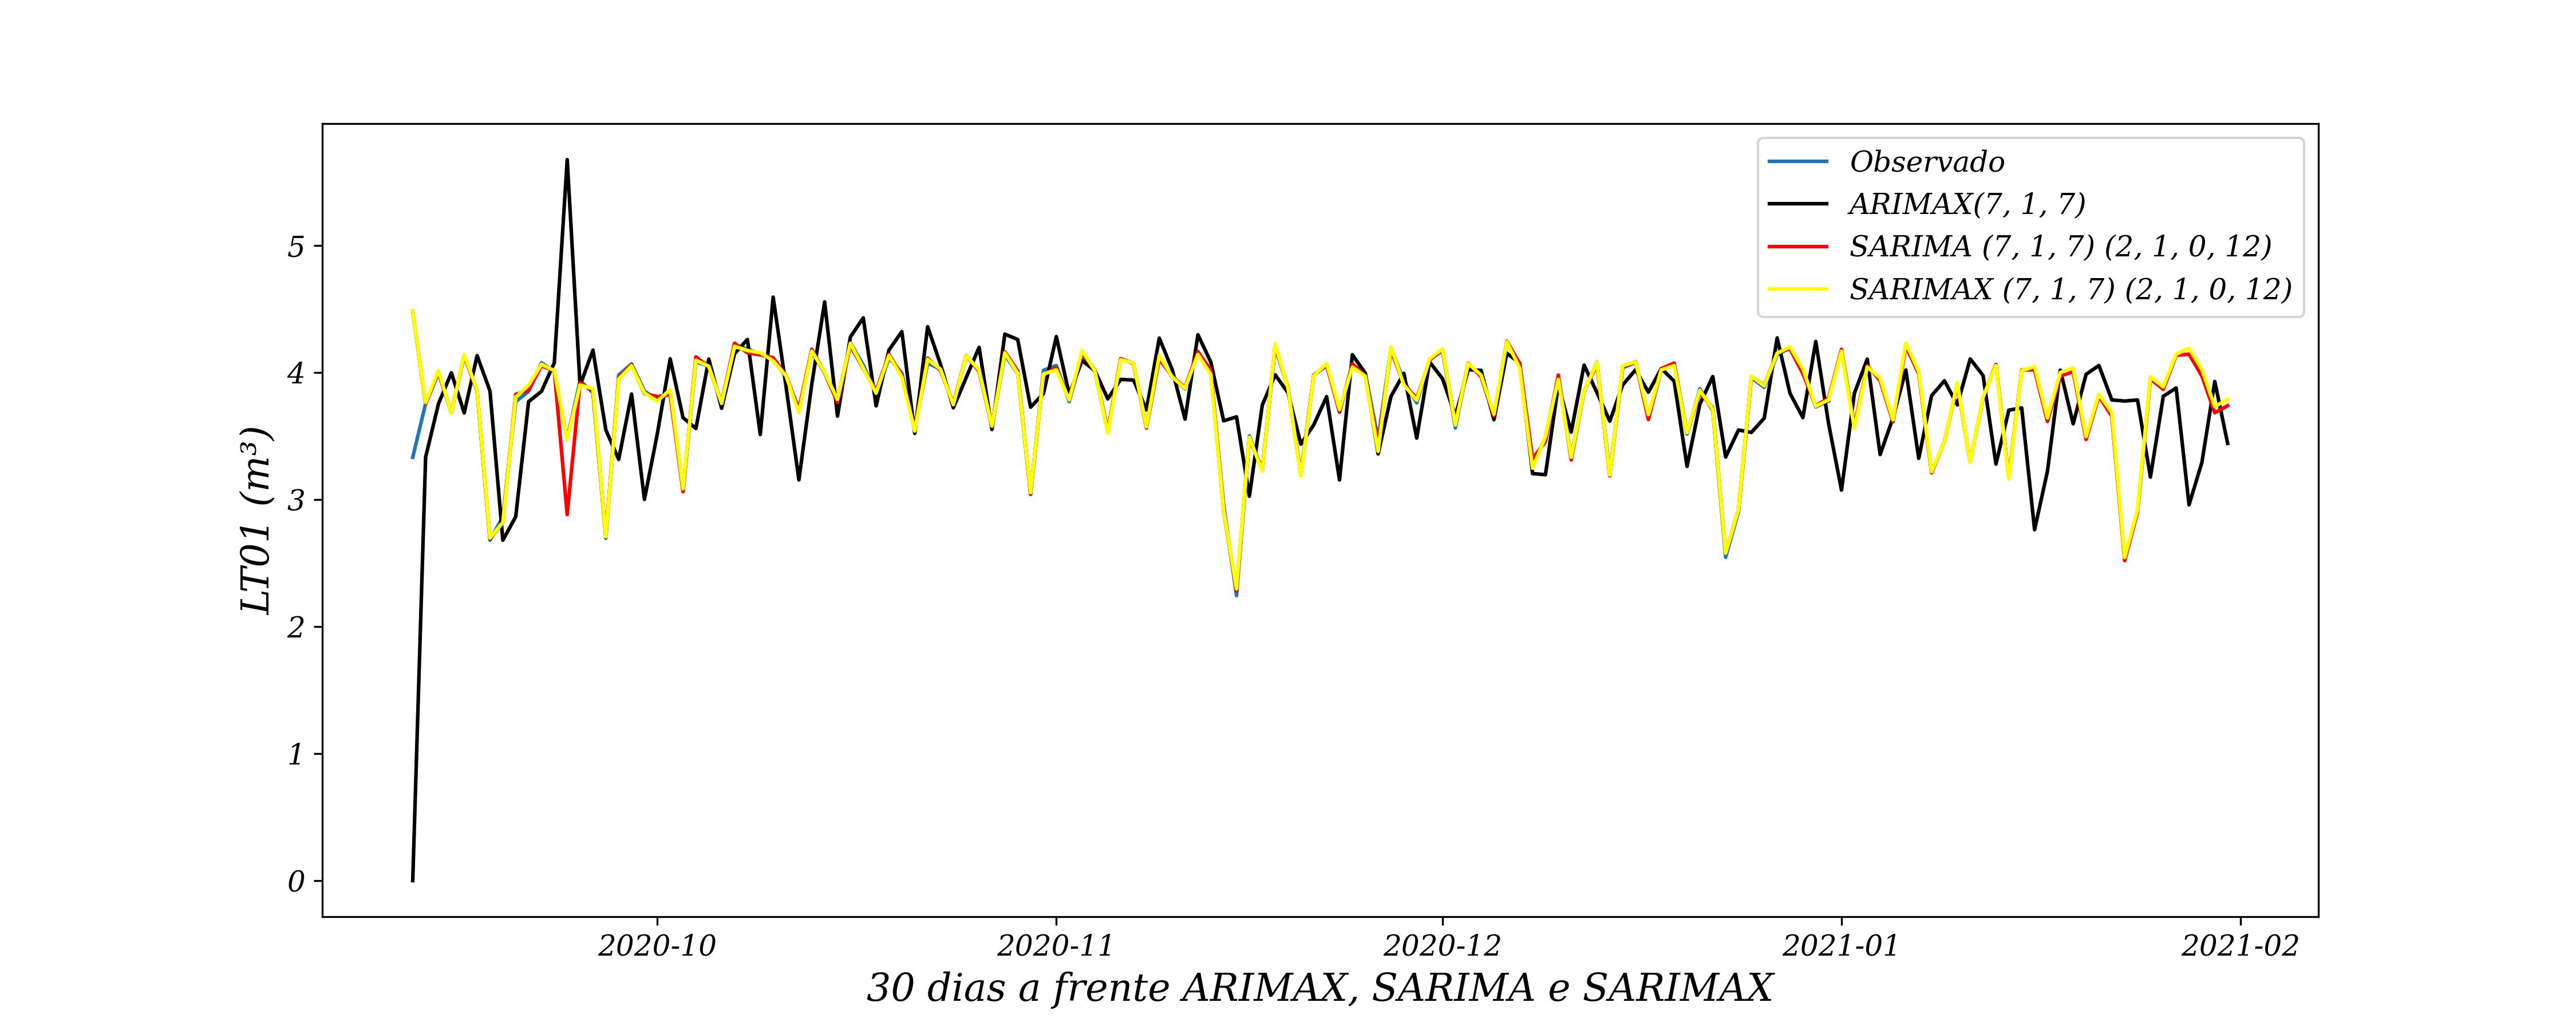 Observado
ARIMAX(7, 1, 7)
SARIMA (7, 1, 7) (2, 1, 0, 12)
SARIMAX (7, 1, 7) (2, 1, 0, 12)
LT01 (m³)
5
4
3
2
1
0
2020-10 2020-11 2020-12 2021-01 2021-02
30 dias a frente ARIMAX, SARIMA e SARIMAX